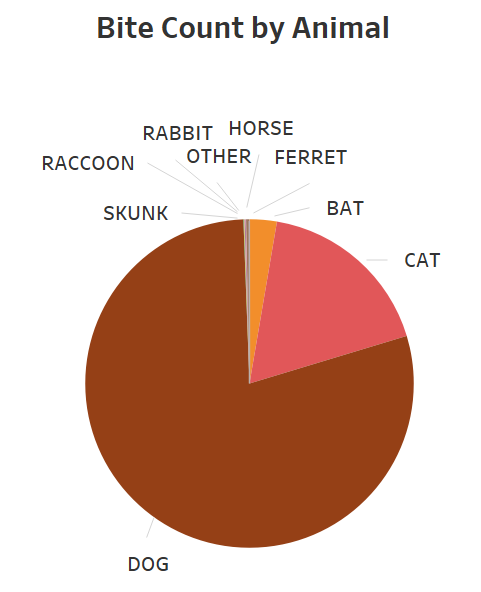 Bite Count by Animal
HORSE
RABBIT
OTHER
FERRET
RACCOON
BAT
SKUNK
CAT
DOG